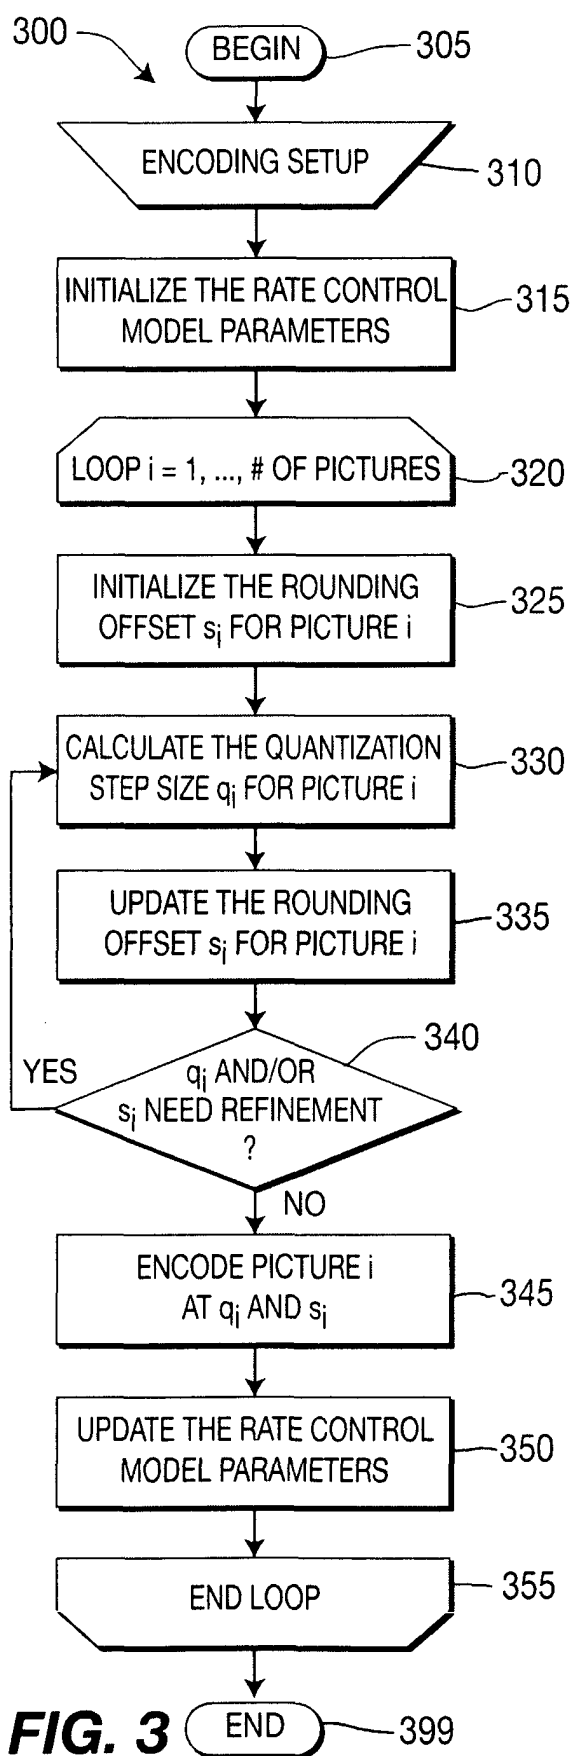 300
BEGIN
305
ENCODING SETUP
310
INITIALIZE THE RATE CONTROL
MODEL PARAMETERS
315
LOOP i = 1, ..., # OF PICTURES
320
INITIALIZE THE ROUNDING
OFFSET si FOR PICTURE i
325
CALCULATE THE QUANTIZATION
STEP SIZE qi FOR PICTURE i
330
UPDATE THE ROUNDING
OFFSET si FOR PICTURE i
335
340
YES
qi AND/OR
si NEED REFINEMENT
?
NO
ENCODE PICTURE i
AT qi AND si
345
UPDATE THE RATE CONTROL
MODEL PARAMETERS
350
END LOOP
355
FIG. 3
END
399